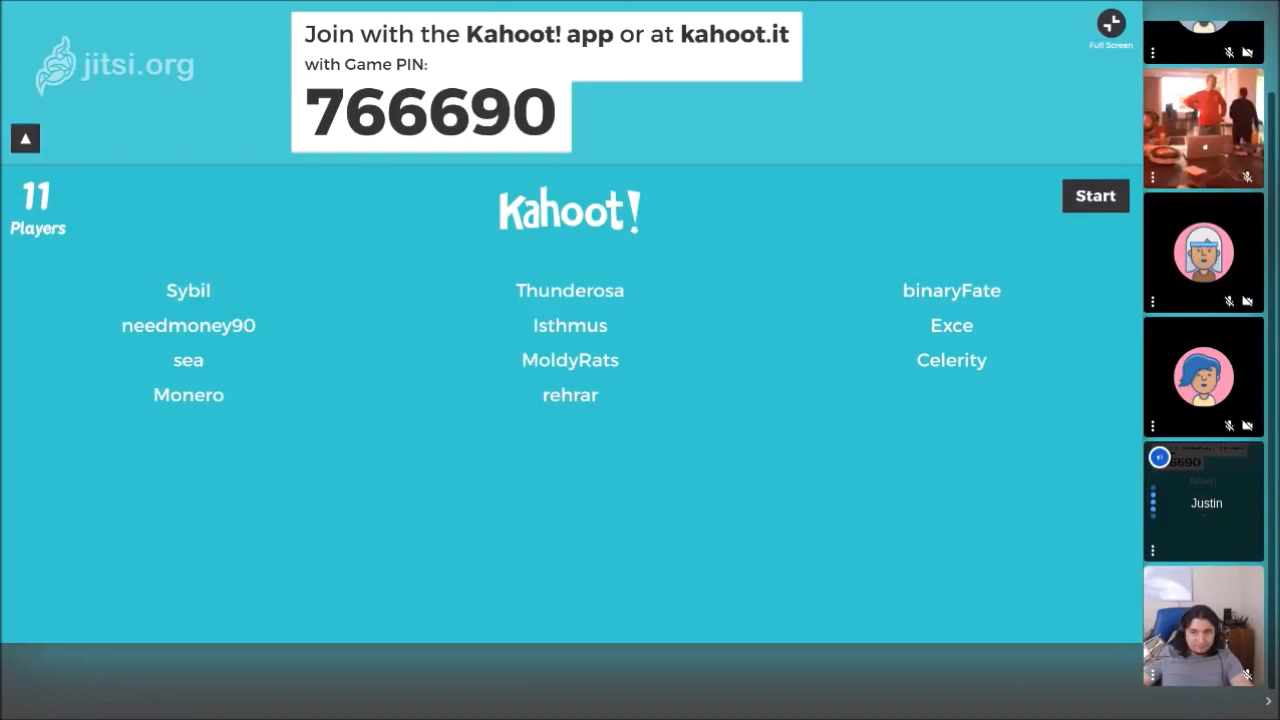 jitsi.org
Join with the Kahoot! app or at kahoot.it
with Game PIN:
766690
Full Screen
11
Players
Kahoot!
Start
Sybil
Thunderosa
binaryFate
needmoney90
Isthmus
Exce
sea
MoldyRats
Celerity
Monero
rehrar
6690
Justin